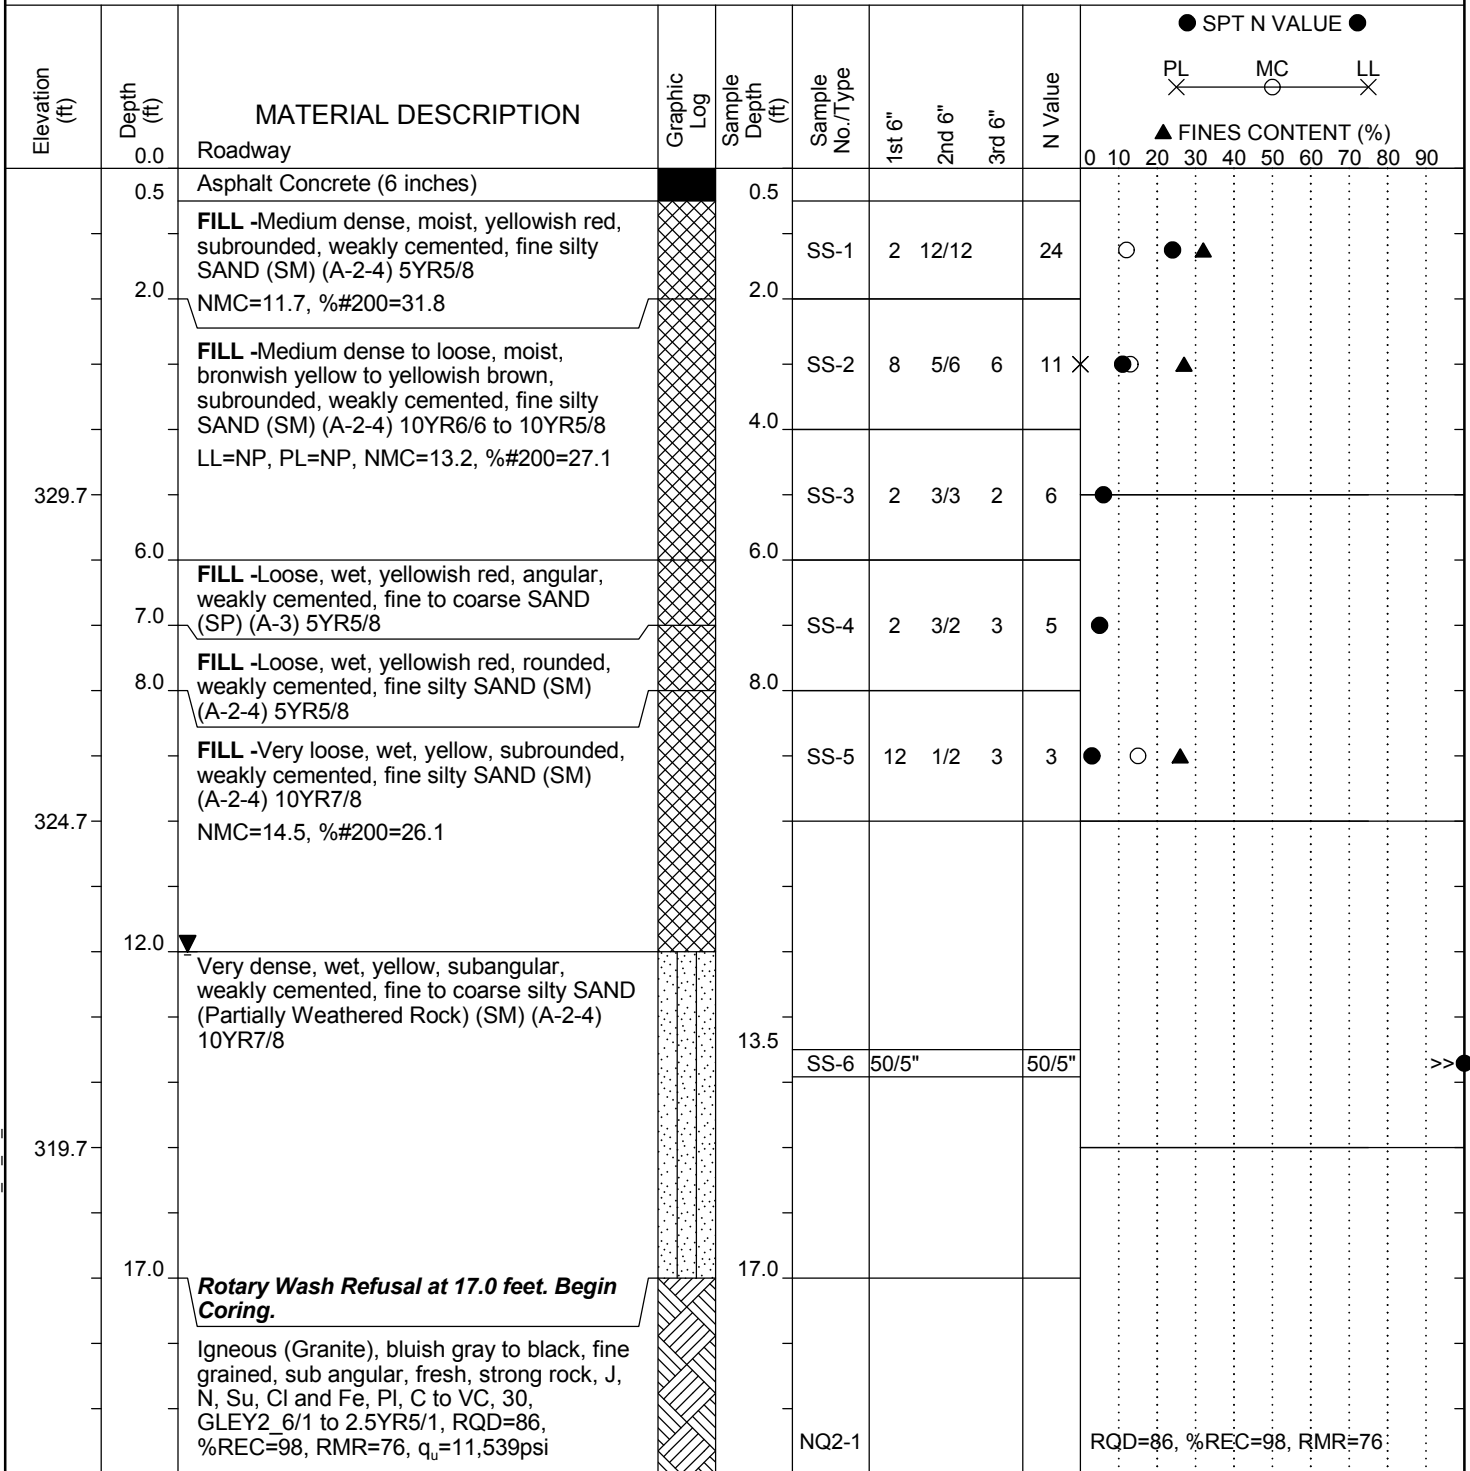 ● SPT N VALUE ●
PL MC LL
▲ FINES CONTENT (%)
0 10 20 30 40 50 60 70 80 90
Elevation (ft)
Depth (ft)
MATERIAL DESCRIPTION
Graphic Log
Sample Depth (ft)
Sample No./Type
1st 6"
2nd 6"
3rd 6"
N Value
0.0 Roadway
0.5 Asphalt Concrete (6 inches) 0.5
FILL -Medium dense, moist, yellowish red,
subrounded, weakly cemented, fine silty
SAND (SM) (A-2-4) 5YR5/8
SS-1 2 12/12 24
2.0 2.0
NMC=11.7, %#200=31.8
FILL -Medium dense to loose, moist,
bronwish yellow to yellowish brown,
subrounded, weakly cemented, fine silty
SAND (SM) (A-2-4) 10YR6/6 to 10YR5/8
SS-2 8 5/6 6 11
4.0
LL=NP, PL=NP, NMC=13.2, %#200=27.1
329.7 SS-3 2 3/3 2 6
6.0 6.0
FILL -Loose, wet, yellowish red, angular,
weakly cemented, fine to coarse SAND
(SP) (A-3) 5YR5/8
7.0 SS-4 2 3/2 3 5
FILL -Loose, wet, yellowish red, rounded,
weakly cemented, fine silty SAND (SM)
(A-2-4) 5YR5/8
8.0 8.0
FILL -Very loose, wet, yellow, subrounded,
weakly cemented, fine silty SAND (SM)
(A-2-4) 10YR7/8
SS-5 12 1/2 3 3
324.7 NMC=14.5, %#200=26.1
12.0
Very dense, wet, yellow, subangular,
weakly cemented, fine to coarse silty SAND
(Partially Weathered Rock) (SM) (A-2-4)
10YR7/8
13.5
SS-6 50/5" 50/5" >>
319.7
17.0 17.0
Rotary Wash Refusal at 17.0 feet. Begin
Coring.
Igneous (Granite), bluish gray to black, fine
grained, sub angular, fresh, strong rock, J,
N, Su, Cl and Fe, Pl, C to VC, 30,
GLEY2_6/1 to 2.5YR5/1, RQD=86,
%REC=98, RMR=76, qu=11,539psi
NQ2-1 RQD=86, %REC=98, RMR=76